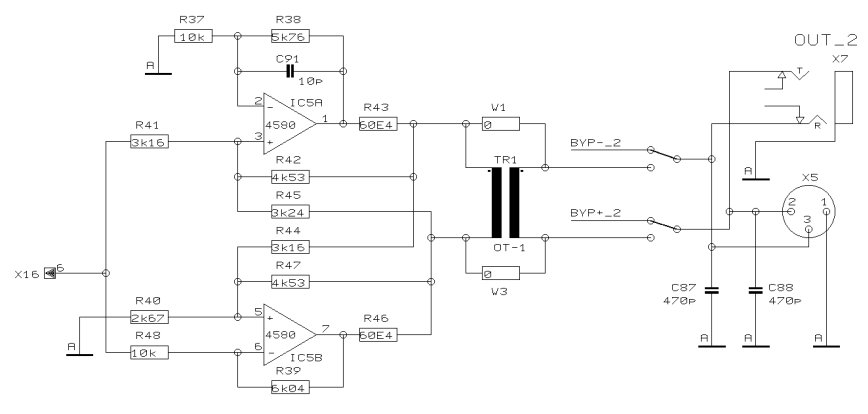 R37
10k
R38
5k76
OUT_2
X7
C91
10p
A
T
2
IC5A
−
4580
1
R43
60E4
W1
0
R41
3k16
3
+
R
BYP-_2
R42
4k53
TR1
A
X5
R45
3k24
BYP+_2
2
1
3
R44
3k16
OT-1
X16
6
R47
4k53
0
W3
C87
470p
C88
470p
R40
2k67
5
+
4580
7
R46
60E4
A
R48
10k
6
−
IC5B
A
A
A
R39
6k04